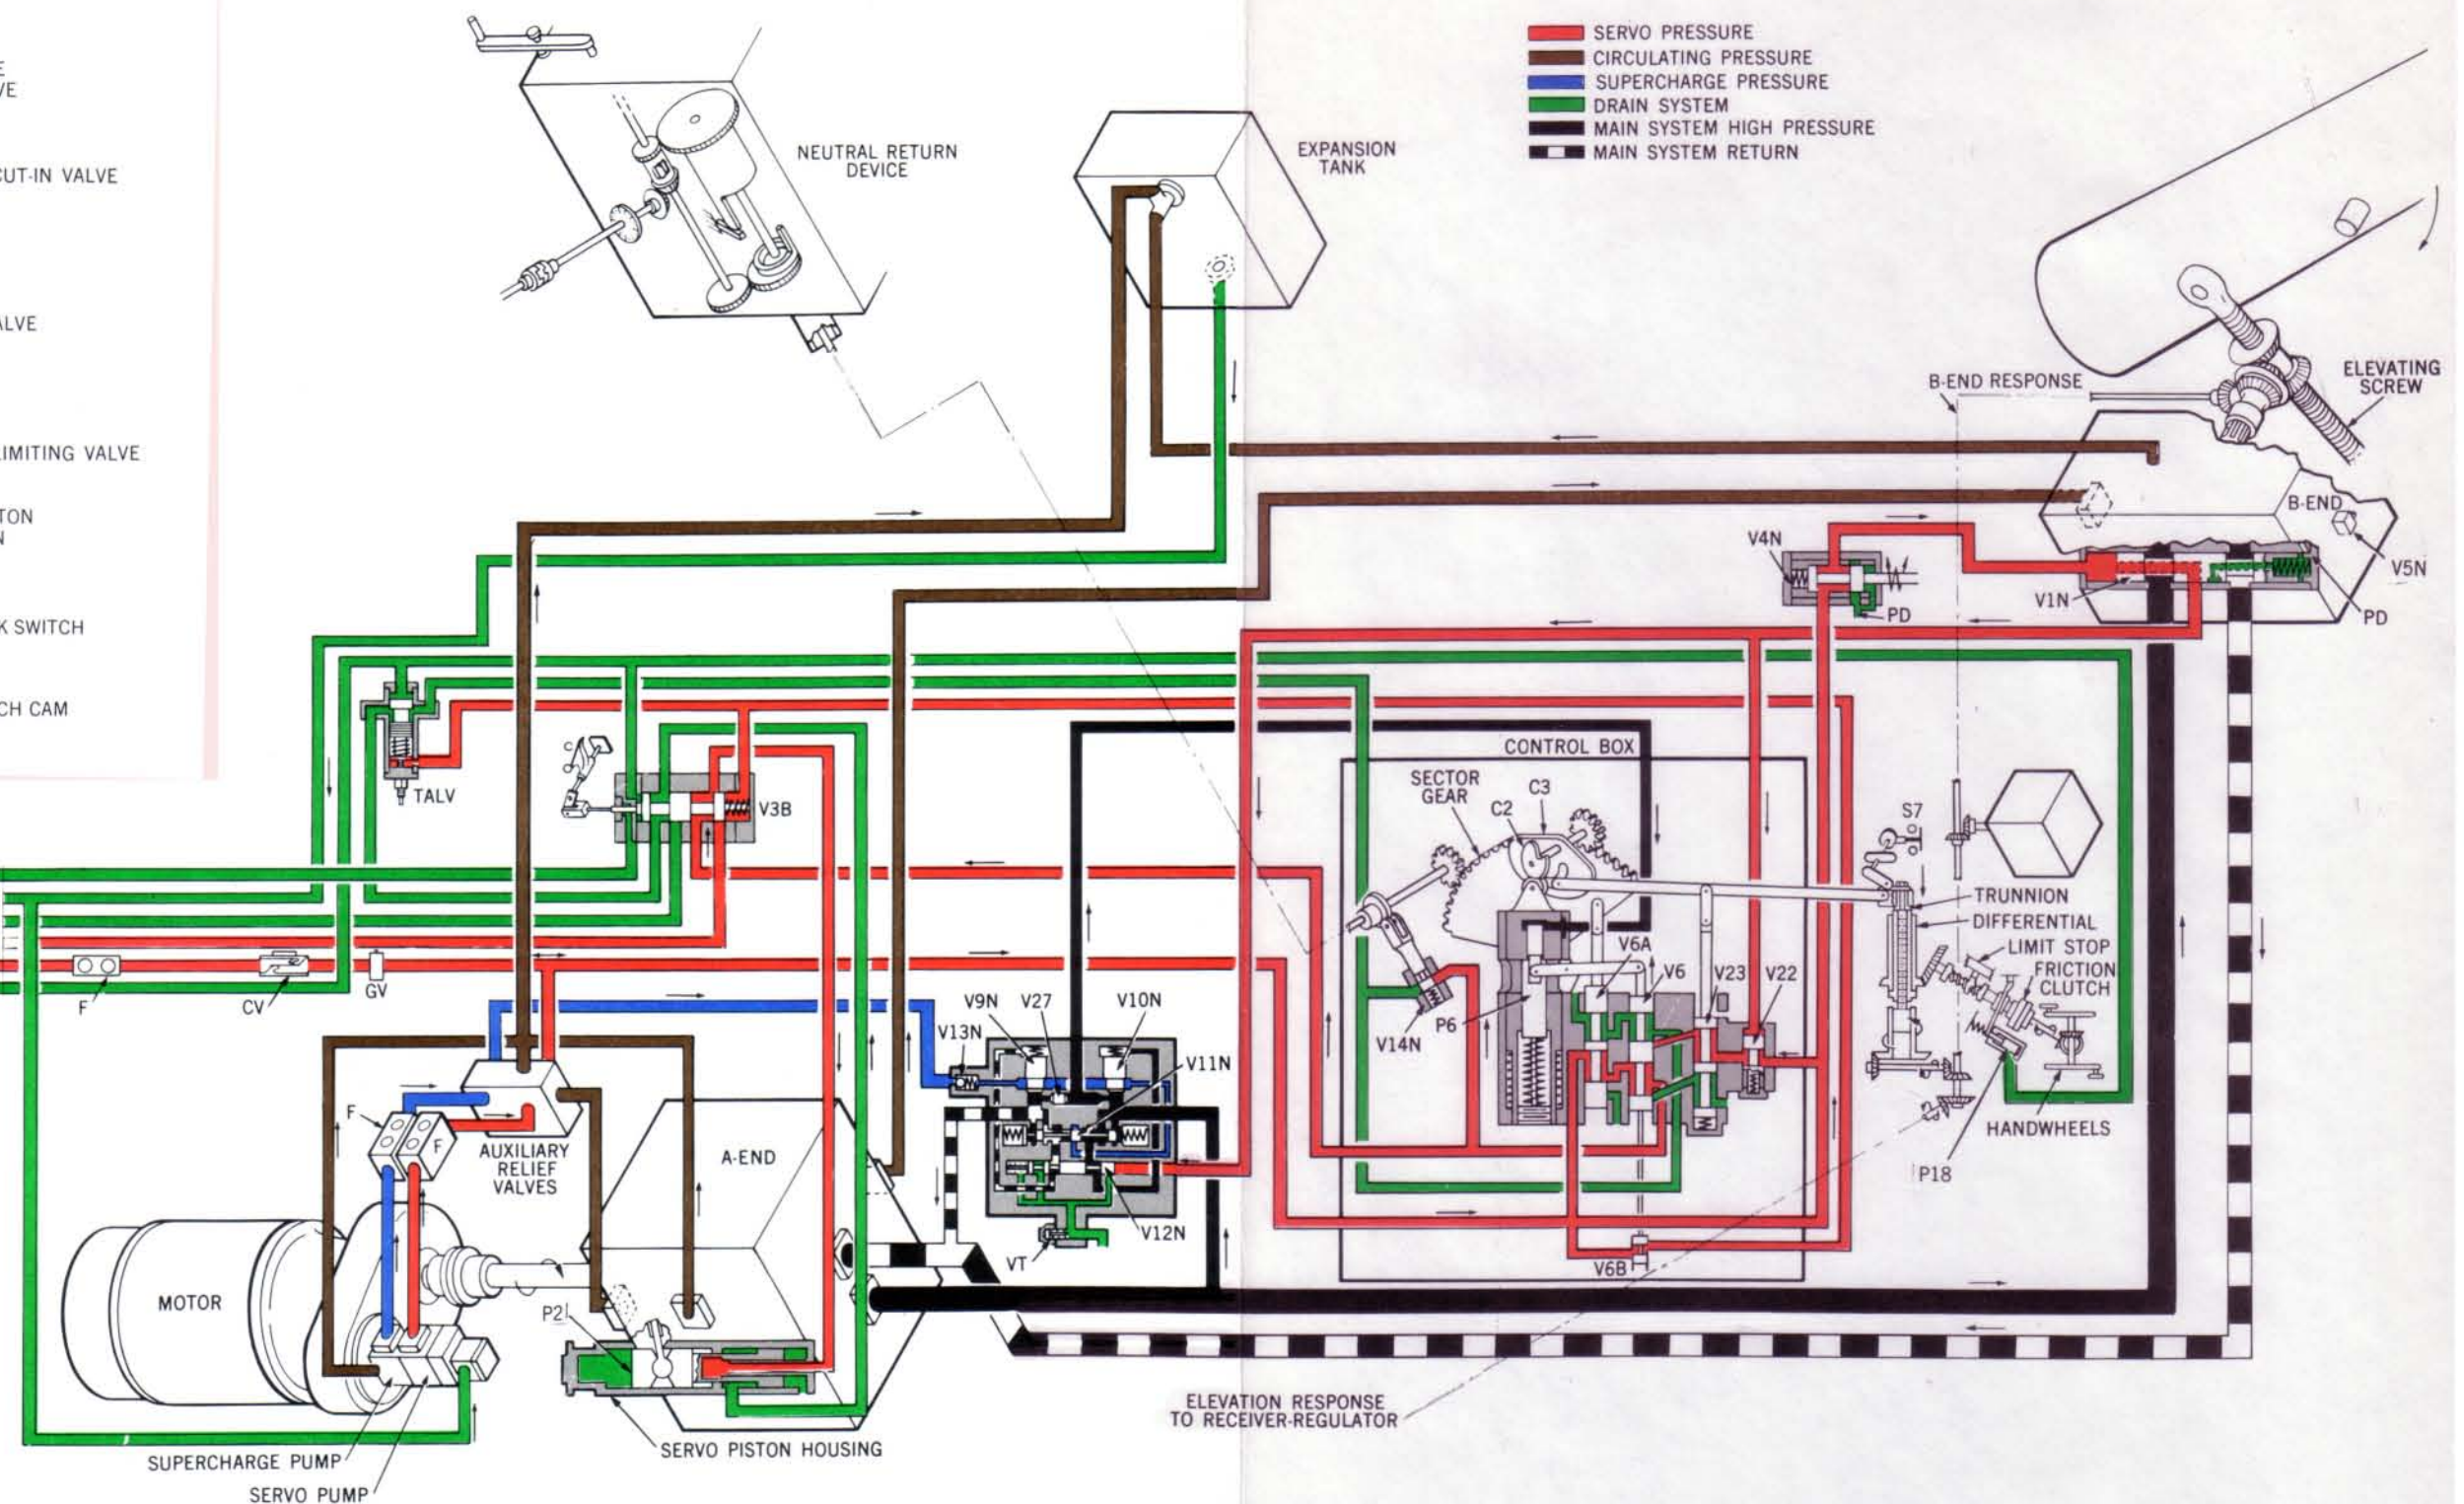 E
VE
CUT-IN VALVE
ALVE
LIMITING VALVE
TON
N
K SWITCH
CH CAM
NEUTRAL RETURN
DEVICE
EXPANSION
TANK
SERVO PRESSURE
CIRCULATING PRESSURE
SUPERCHARGE PRESSURE
DRAIN SYSTEM
MAIN SYSTEM HIGH PRESSURE
MAIN SYSTEM RETURN
B-END RESPONSE
ELEVATING
SCREW
B-END
V5N
V4N
PD
V1N
PD
TALV
V3B
CONTROL BOX
SECTOR
GEAR
C2
C3
S7
TRUNNION
DIFFERENTIAL
LIMIT STOP
FRICTION
CLUTCH
V6A
V6
V23
V22
P6
V14N
HANDWHEELS
P18
V6B
F
CV
GV
V9N
V27
V10N
V13N
V11N
V12N
VT
F
F
AUXILIARY
RELIEF
VALVES
A-END
MOTOR
P2
SERVO PISTON HOUSING
SUPERCHARGE PUMP
SERVO PUMP
ELEVATION RESPONSE
TO RECEIVER-REGULATOR